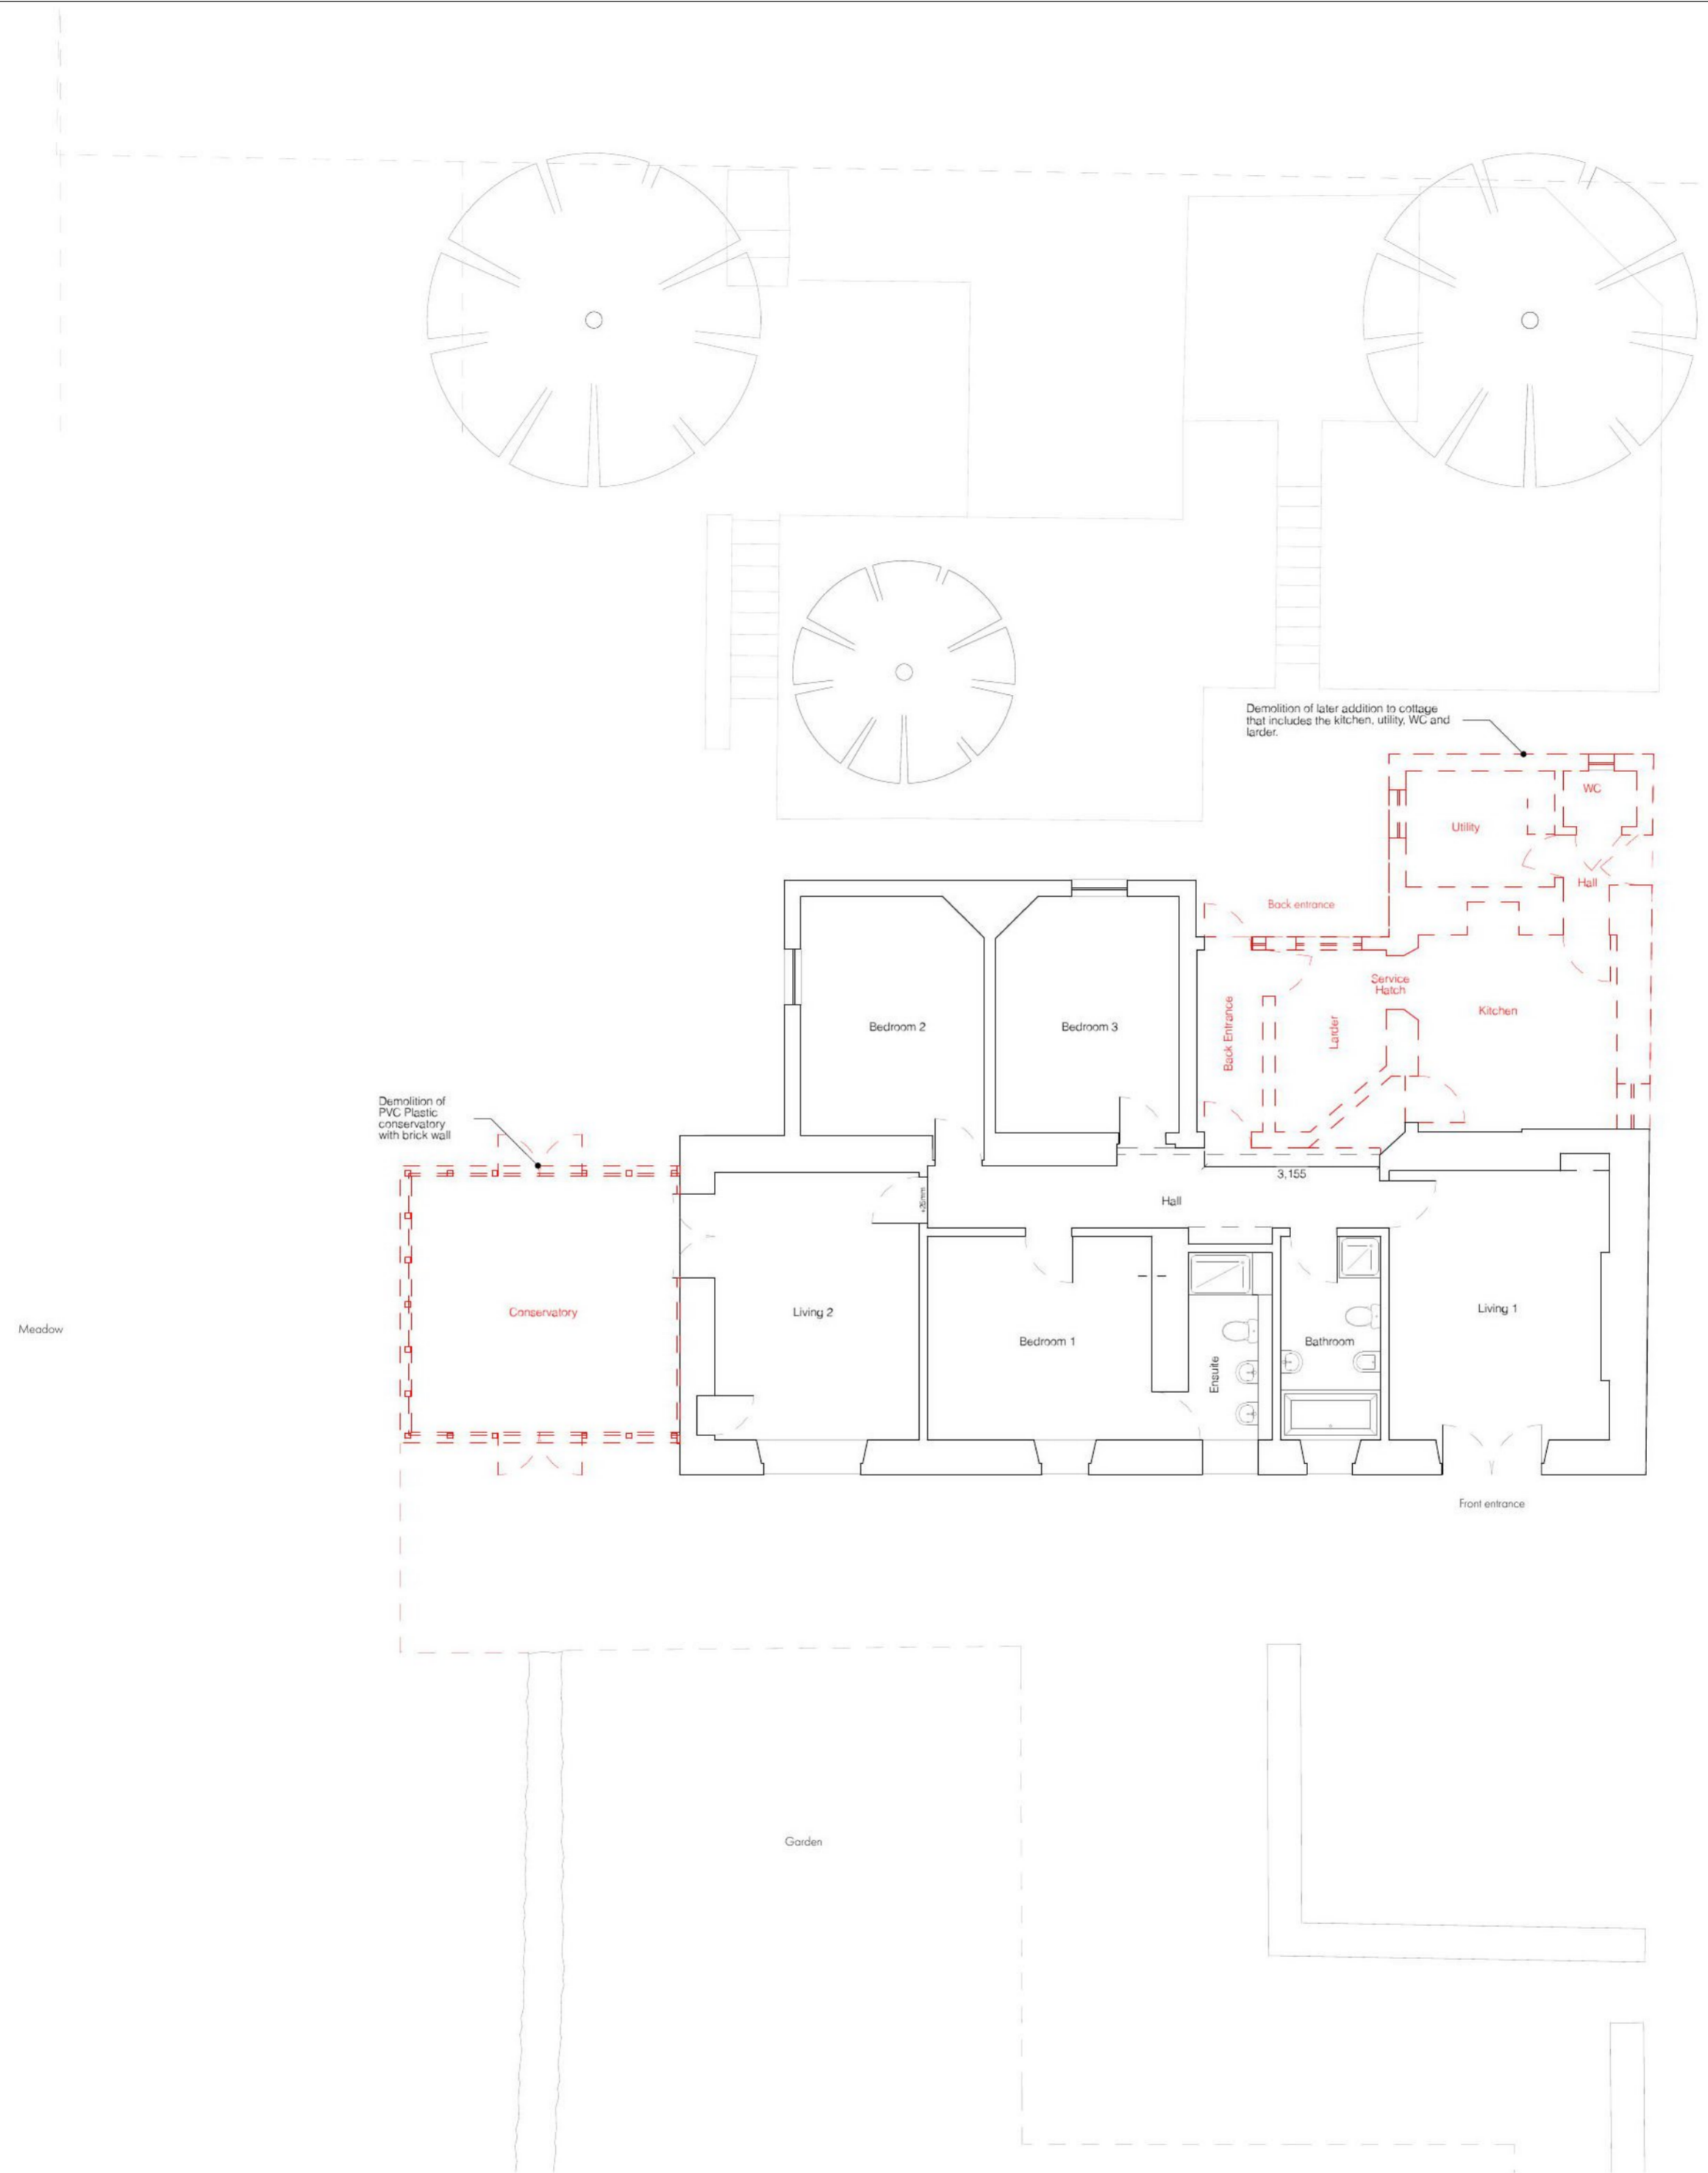 Demolition of later addition to cottage
that includes the kitchen, utility, WC and
larder.
WC
Utility
Hall
Back entrance
Service
Hatch
Kitchen
Back Entrance
Larder
Bedroom 2
Bedroom 3
Demolition of
PVC Plastic
conservatory
with brick wall
3,155
Hall
Conservatory
Living 2
Living 1
Meadow
Bedroom 1
Bathroom
Ensuite
Front entrance
Garden